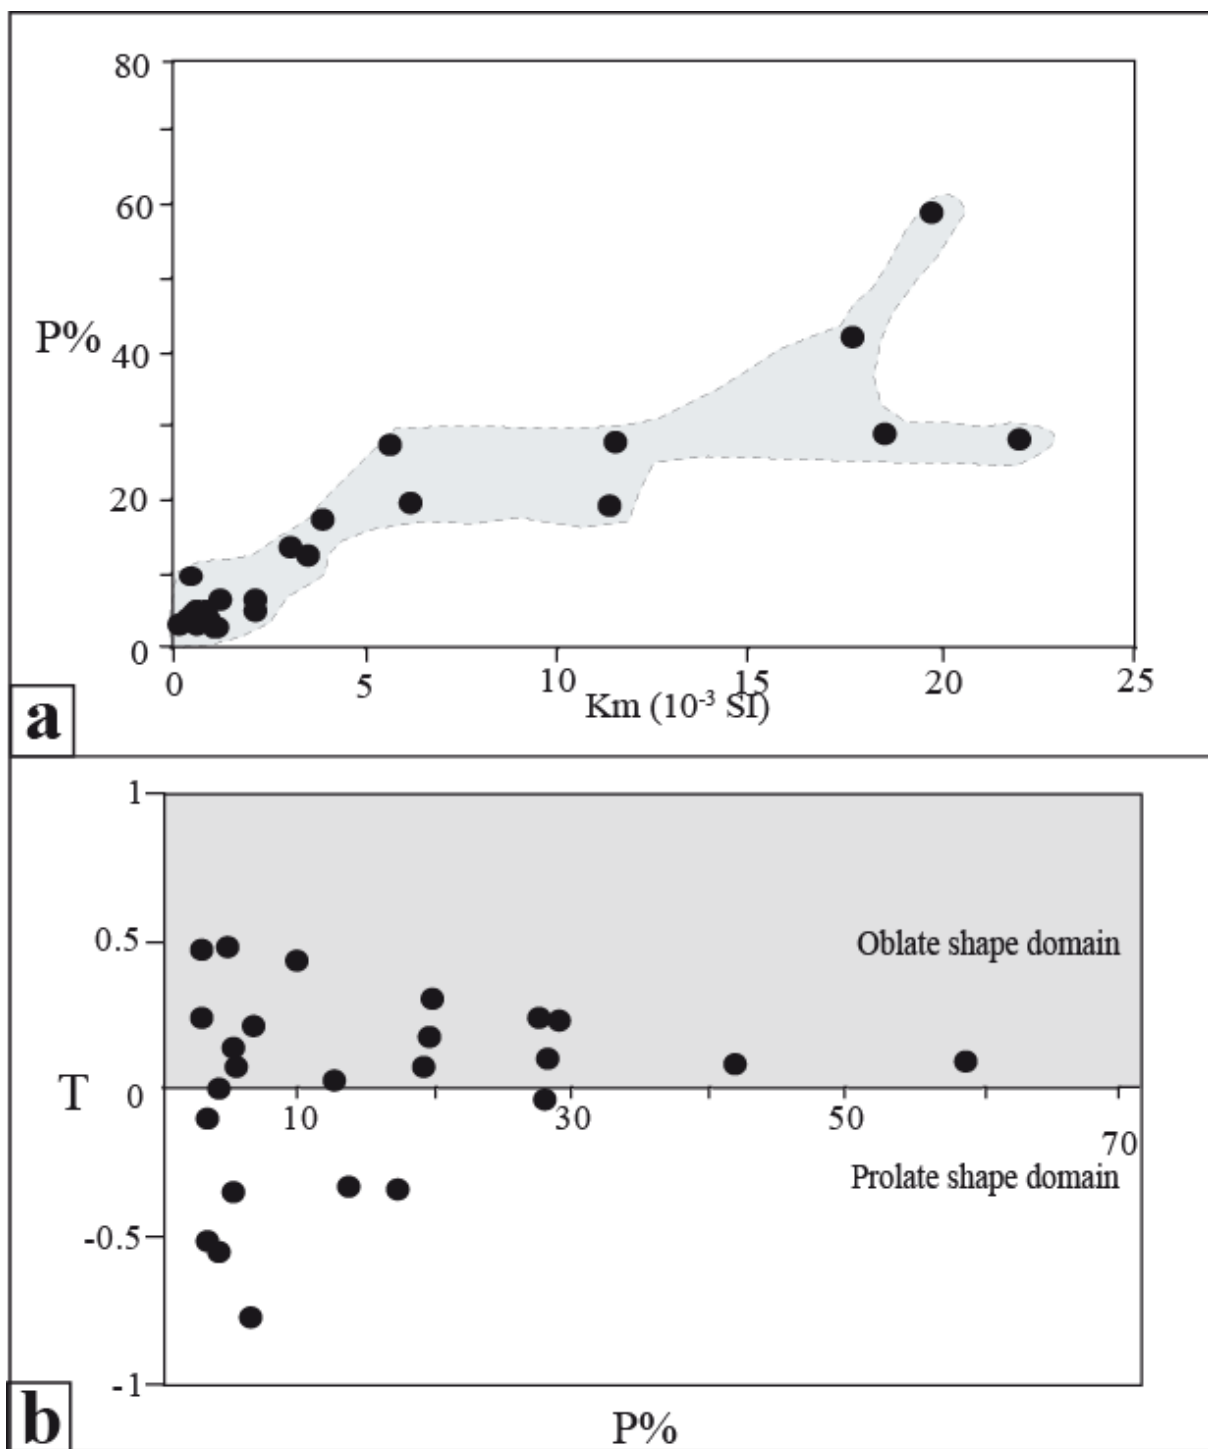 80
60
P%
40
20
0
0 5 10 15 20 25
Km (10⁻³ SI)
a
1
0.5
Oblate shape domain
T 0
10 30 50 70
Prolate shape domain
-0.5
-1
b
P%